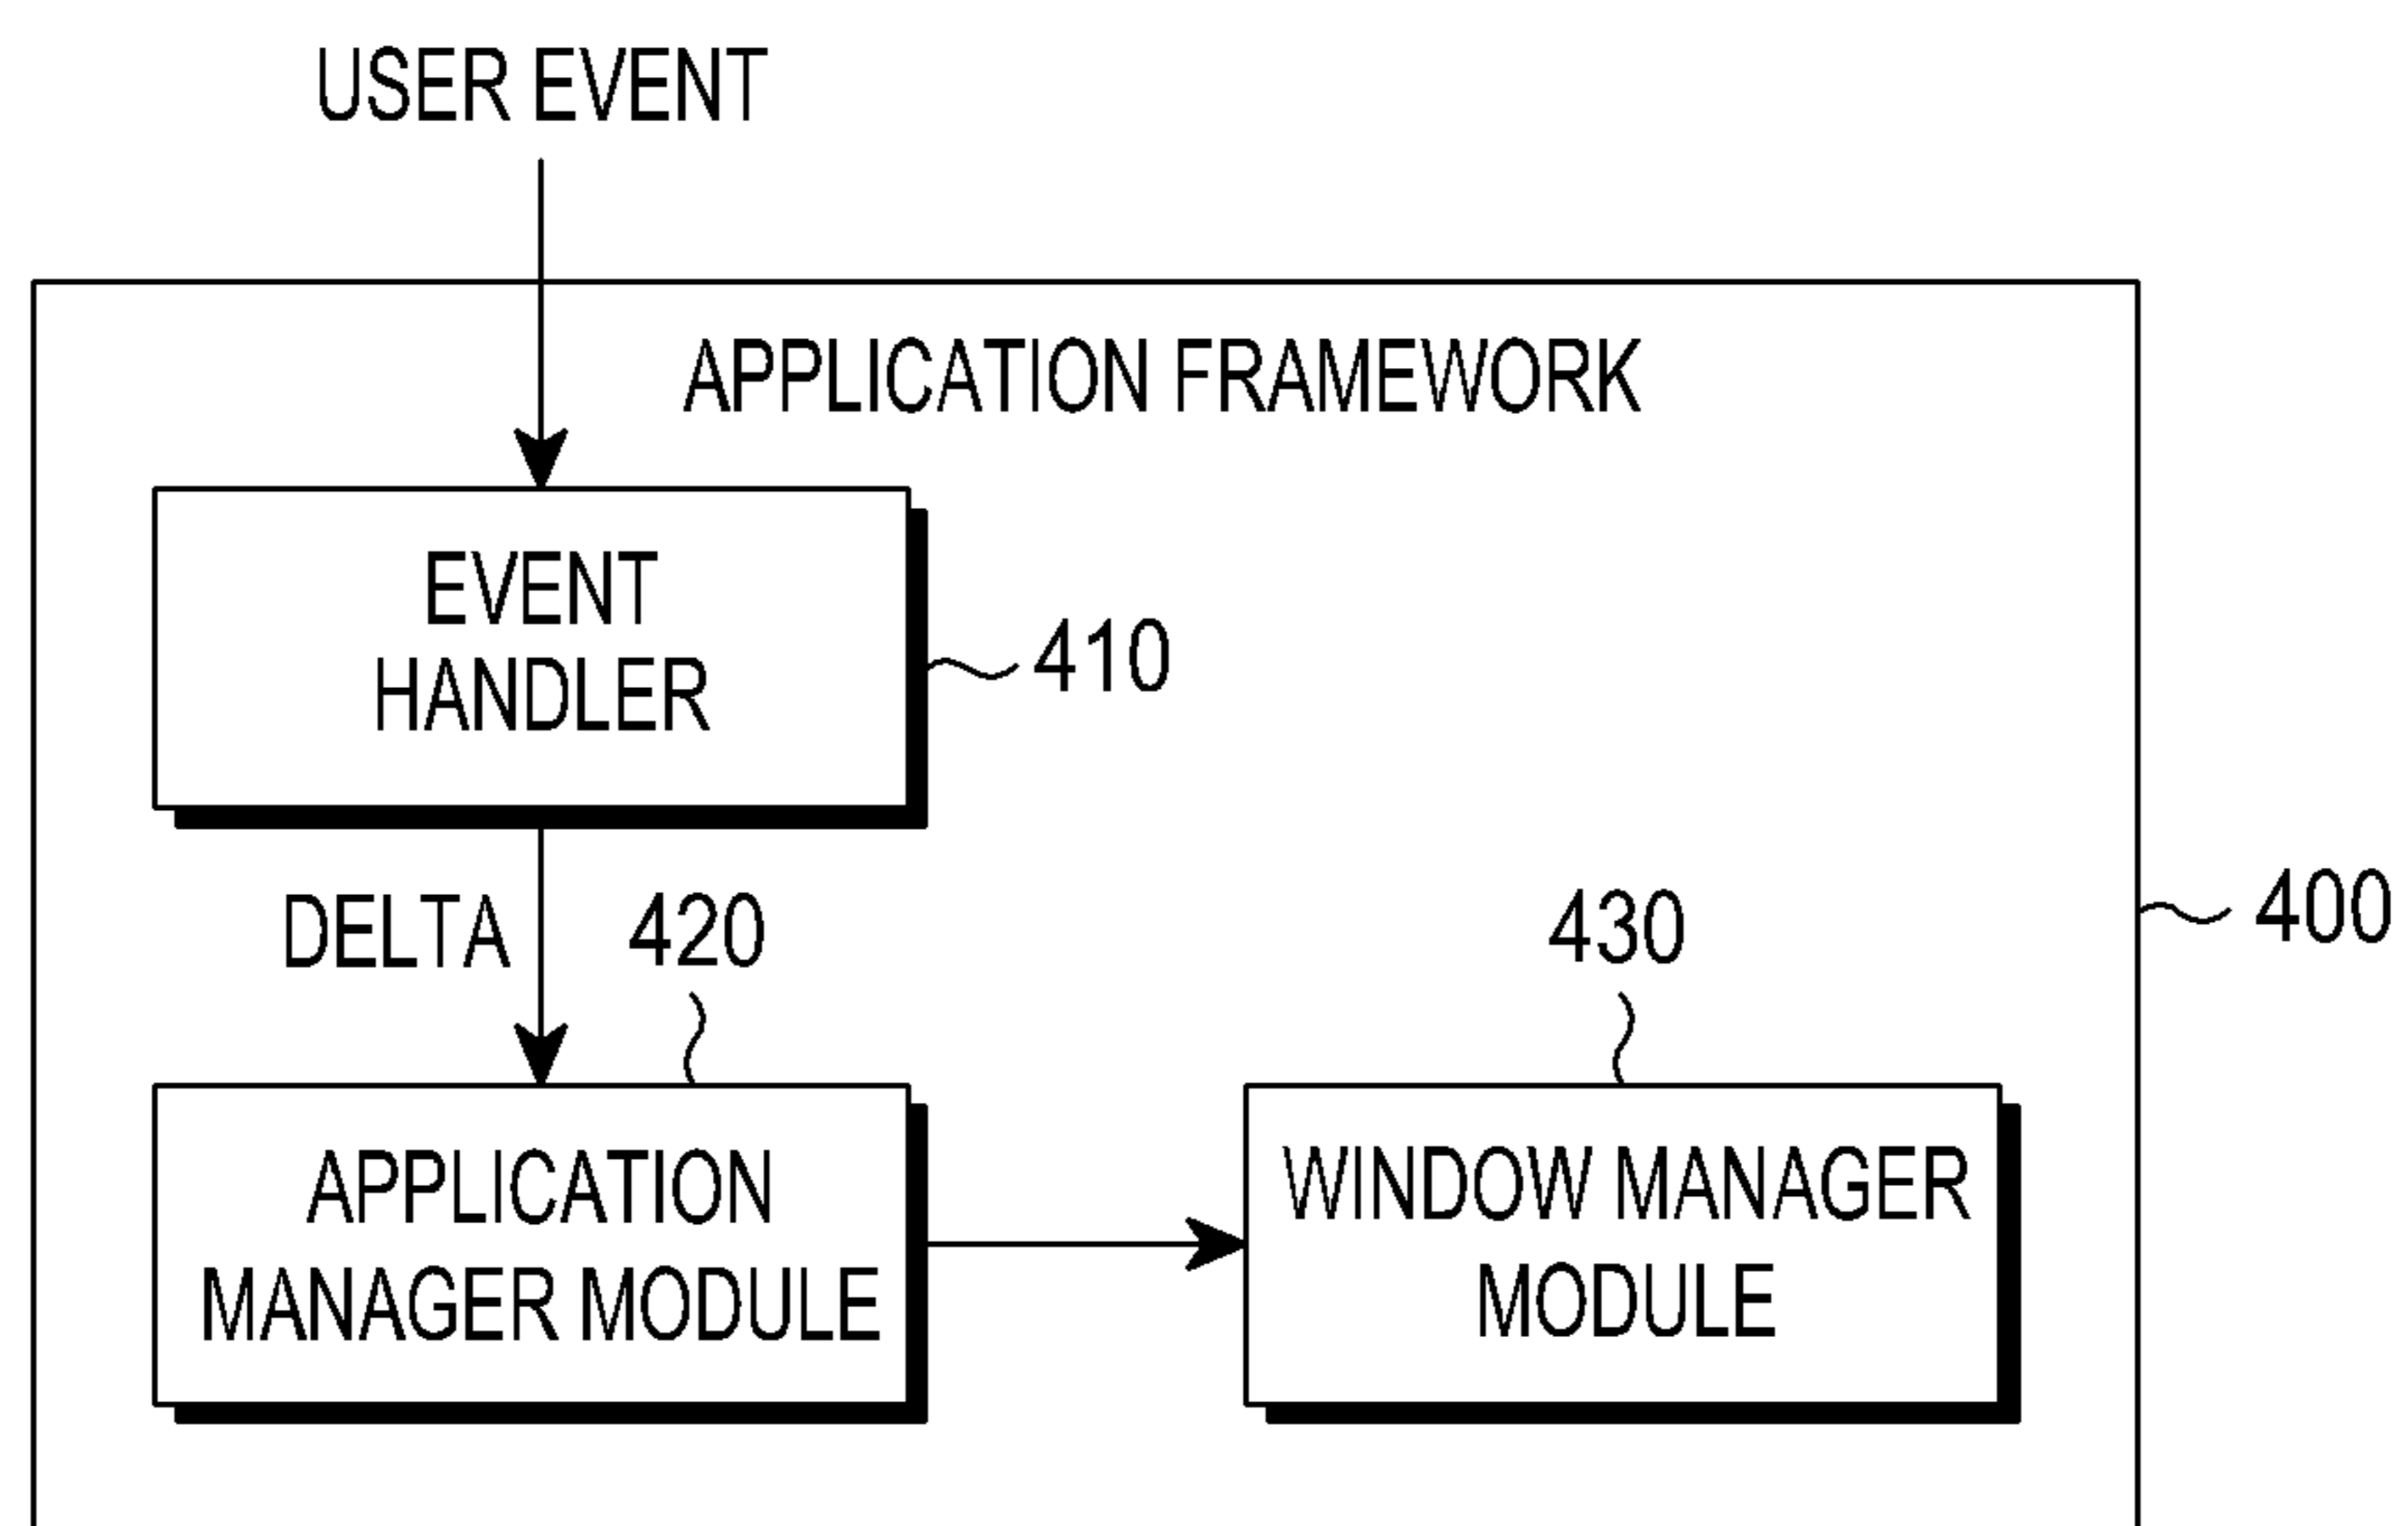 USER EVENT
APPLICATION FRAMEWORK
EVENT
HANDLER
410
DELTA
420
430
400
APPLICATION
MANAGER MODULE
WINDOW MANAGER
MODULE